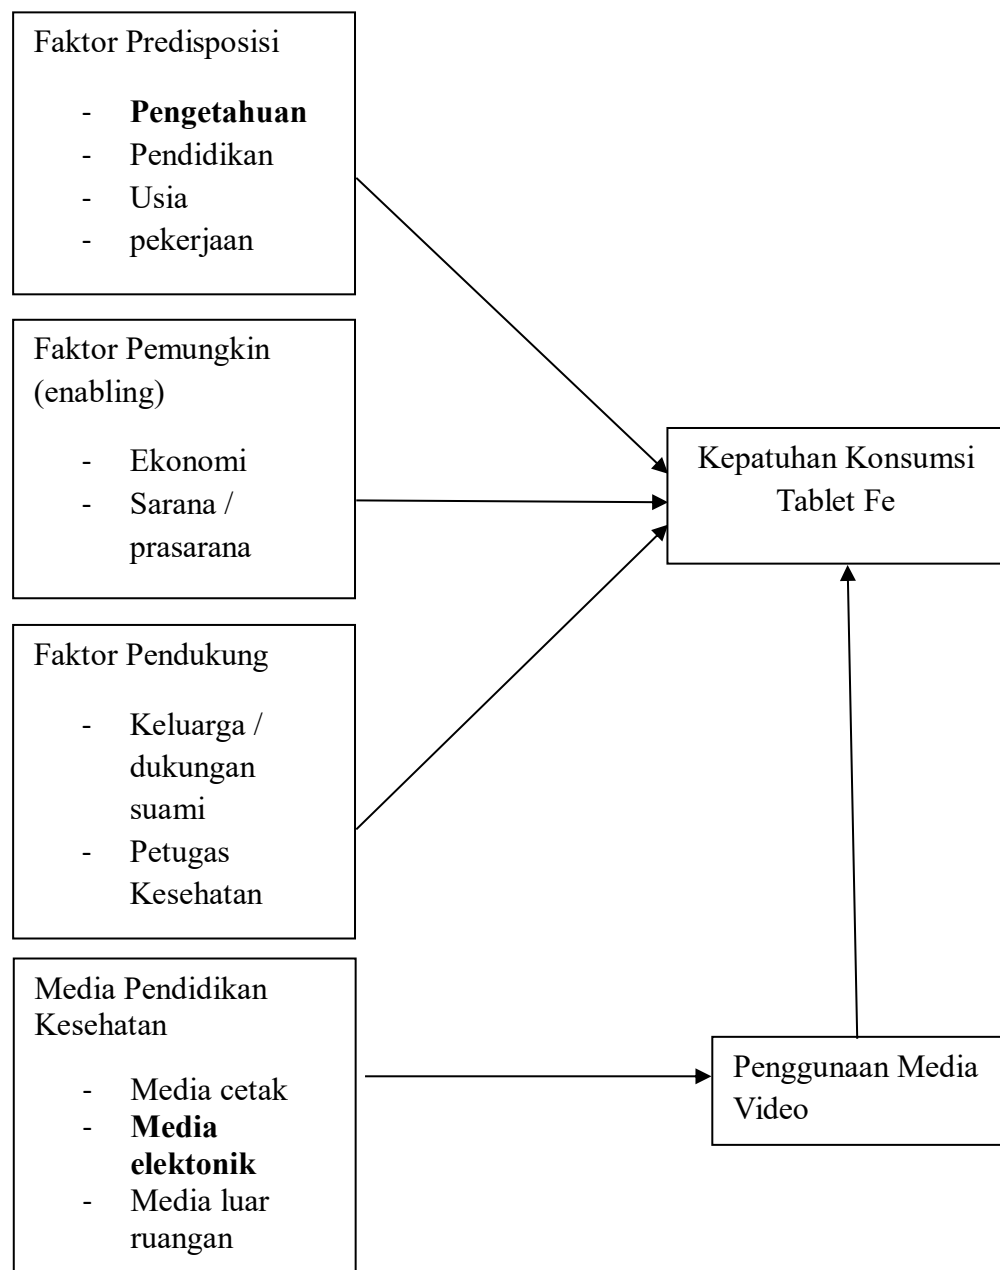 Faktor Predisposisi
- Pengetahuan
- Pendidikan
- Usia
- pekerjaan
Faktor Pemungkin
(enabling)
- Ekonomi
- Sarana /
prasarana
Kepatuhan Konsumsi
Tablet Fe
Faktor Pendukung
- Keluarga /
dukungan
suami
- Petugas
Kesehatan
Media Pendidikan
Kesehatan
- Media cetak
- Media
elektonik
- Media luar
ruangan
Penggunaan Media
Video